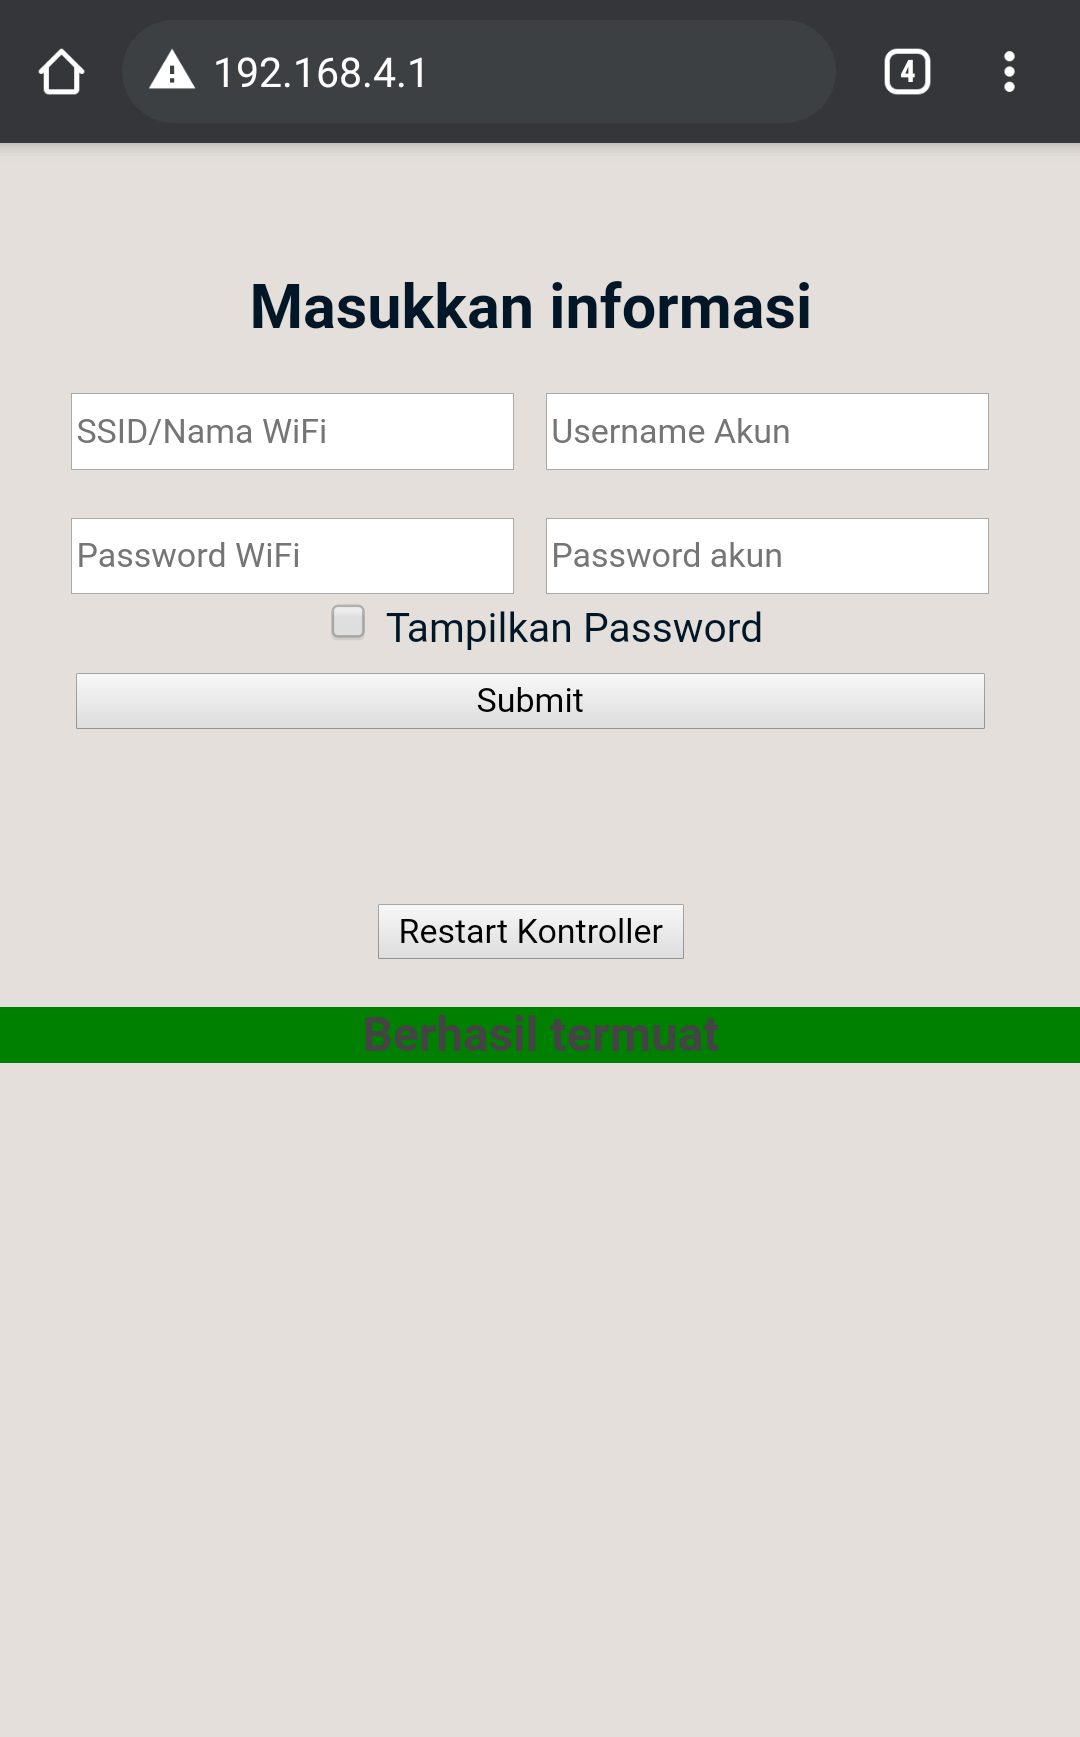 192.168.4.1
4
Masukkan informasi
SSID/Nama WiFi
Username Akun
Password WiFi
Password akun
Tampilkan Password
Submit
Restart Kontroller
Berhasil termuat